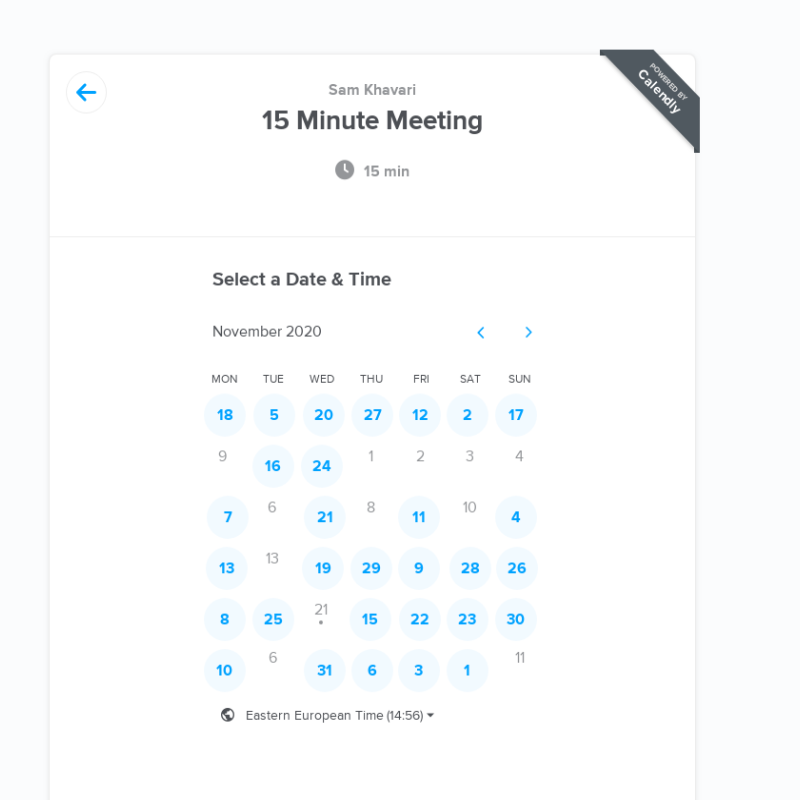 POWERED BY
Calendly
Sam Khavari
15 Minute Meeting
15 min
Select a Date & Time
November 2020
MON TUE WED THU FRI SAT SUN
18 5 20 27 12 2 17
9 16 24 1 2 3 4
7 6 21 8 11 10 4
13 13 19 29 9 28 26
8 25 21 15 22 23 30
10 6 31 6 3 1 11
Eastern European Time (14:56)